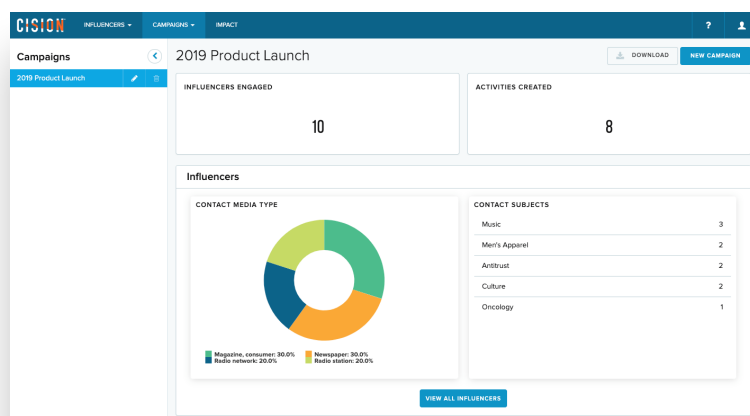 CISION INFLUENCERS CAMPAIGNS IMPACT ?
Campaigns
2019 Product Launch
2019 Product Launch
DOWNLOAD
NEW CAMPAIGN
INFLUENCERS ENGAGED
10
ACTIVITIES CREATED
8
Influencers
CONTACT MEDIA TYPE
Magazine, consumer: 30.0% Newspaper: 30.0%
Radio network: 20.0% Radio station: 20.0%
CONTACT SUBJECTS
Music 3
Men's Apparel 2
Antitrust 2
Culture 2
Oncology 1
VIEW ALL INFLUENCERS